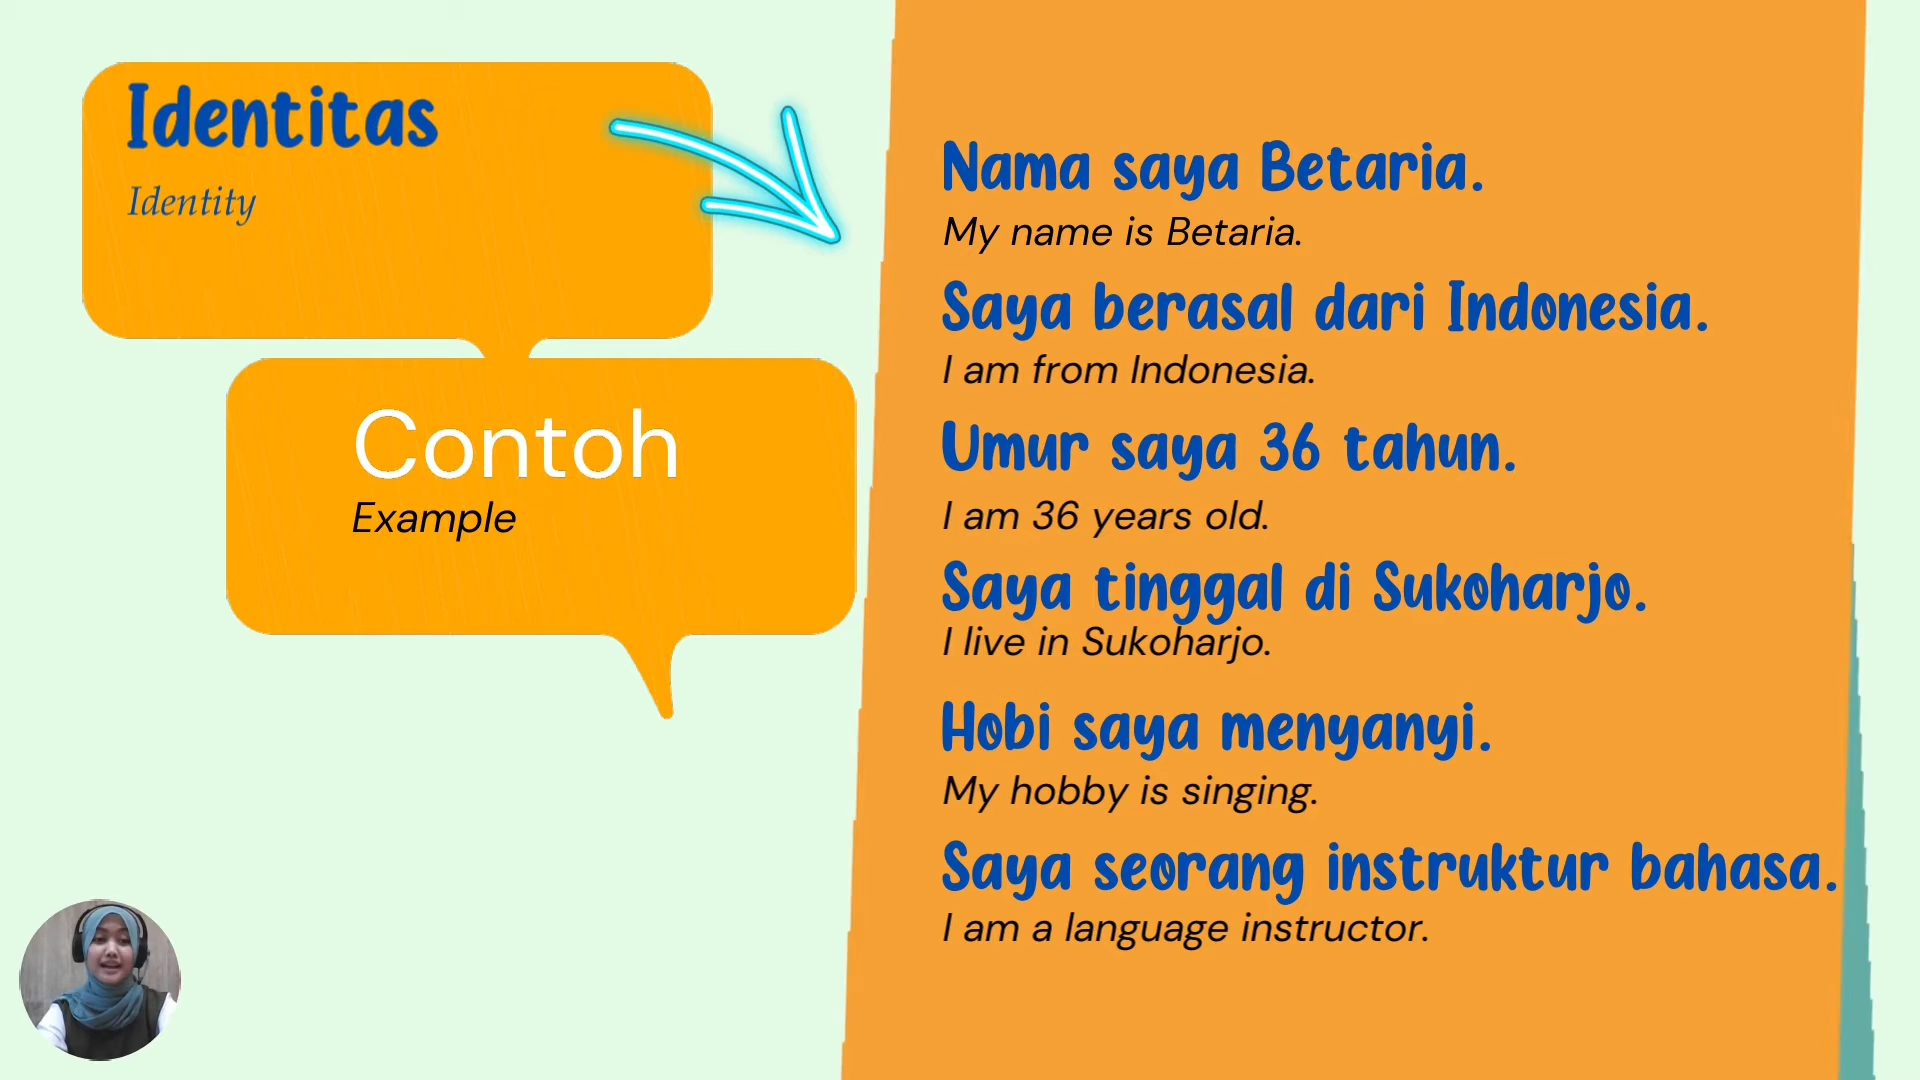 Identitas
Identity
Contoh
Example
Nama saya Betaria.
My name is Betaria.
Saya berasal dari Indonesia.
I am from Indonesia.
Umur saya 36 tahun.
I am 36 years old.
Saya tinggal di Sukoharjo.
I live in Sukoharjo.
Hobi saya menyanyi.
My hobby is singing.
Saya seorang instruktur bahasa.
I am a language instructor.